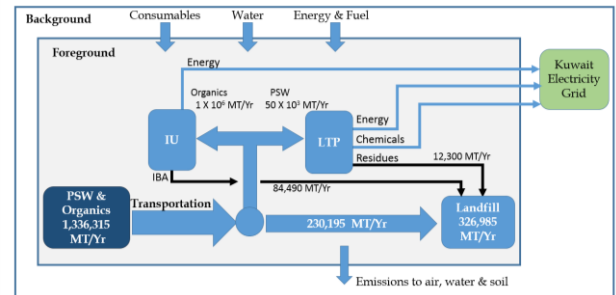 Consumables
Water
Energy & Fuel
Background
Foreground
Energy
Kuwait
Electricity
Grid
Organics
1 X 10⁶ MT/Yr
PSW
50 X 10³ MT/Yr
IU
LTP
Energy
Chemicals
Residues
12,300 MT/Yr
IBA
84,490 MT/Yr
PSW &
Organics
1,336,315
MT/Yr
Transportation
230,195 MT/Yr
Landfill
326,985
MT/Yr
Emissions to air, water & soil